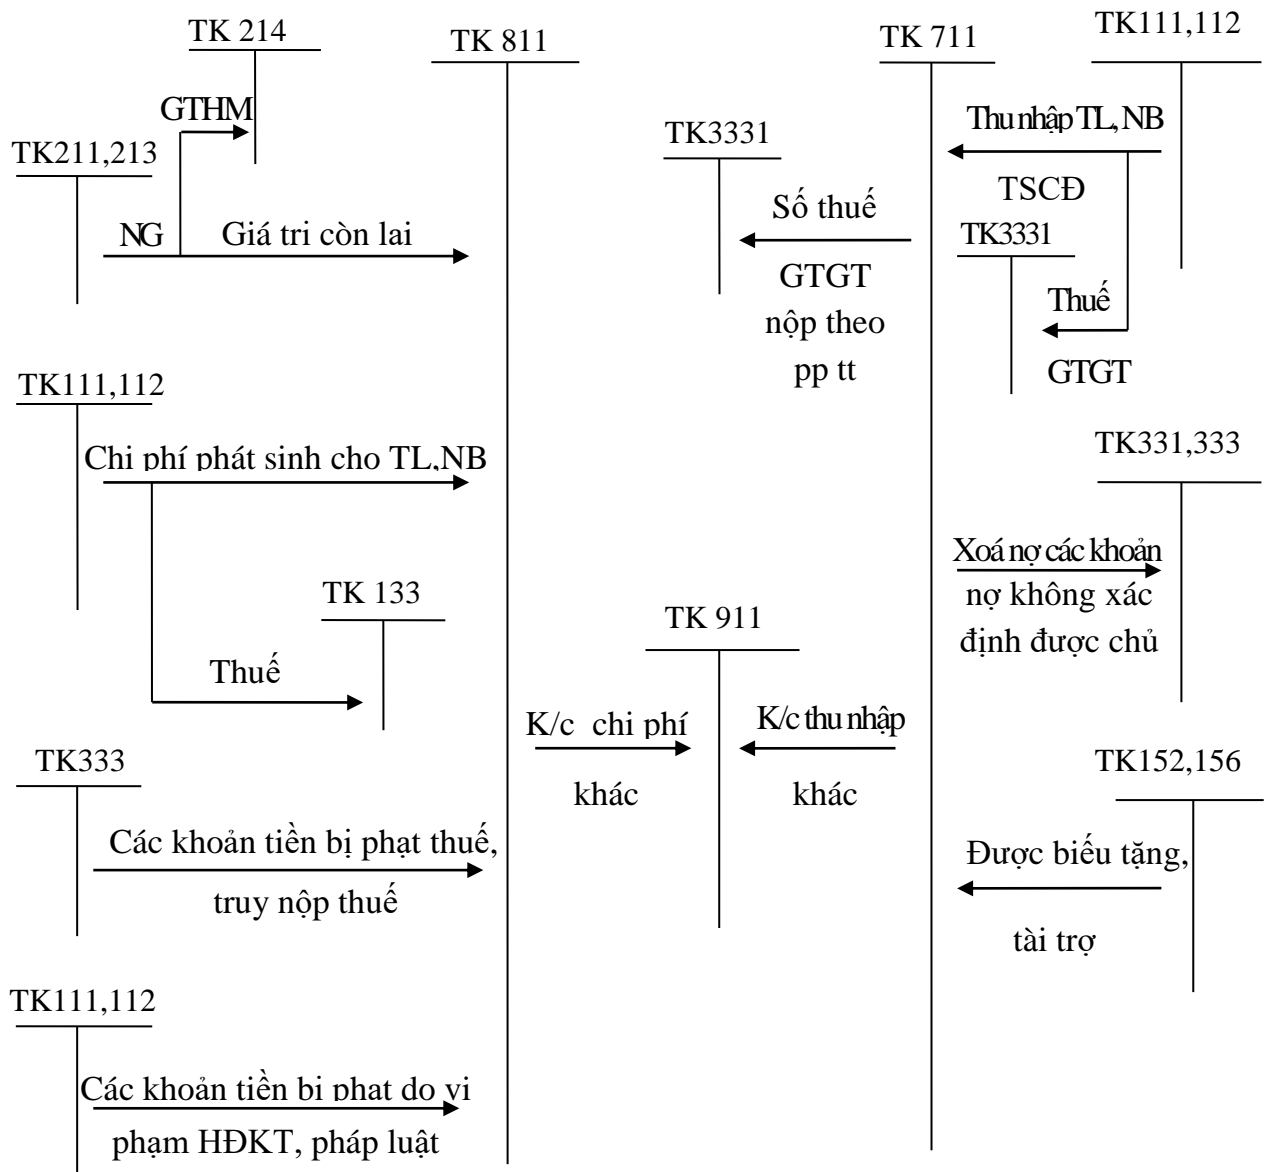 TK 214
TK 811
TK 711
TK111,112
GTHM
TK211,213
NG
Giá tri còn lai
TK3331
Số thuế
GTGT
nộp theo
pp tt
Thu nhập TL, NB
TSCĐ
TK3331
Thuế
GTGT
TK111,112
Chi phí phát sinh cho TL,NB
TK 133
Thuế
TK331,333
Xoá nợ các khoản
nợ không xác
định được chủ
TK 911
K/c chi phí
khác
K/c thu nhập
khác
TK333
Các khoản tiền bị phạt thuế,
truy nộp thuế
TK152,156
Được biếu tặng,
tài trợ
TK111,112
Các khoản tiền bi phat do vi
phạm HĐKT, pháp luật